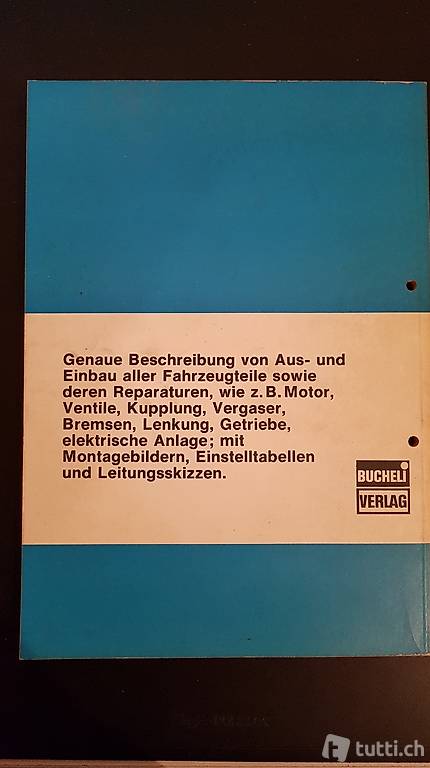 Genaue Beschreibung von Aus- und
Einbau aller Fahrzeugteile sowie
deren Reparaturen, wie z.B. Motor,
Ventile, Kupplung, Vergaser,
Bremsen, Lenkung, Getriebe,
elektrische Anlage; mit
Montagebildern, Einstelltabellen
und Leitungsskizzen.
BUCHELI
VERLAG
tutti.ch